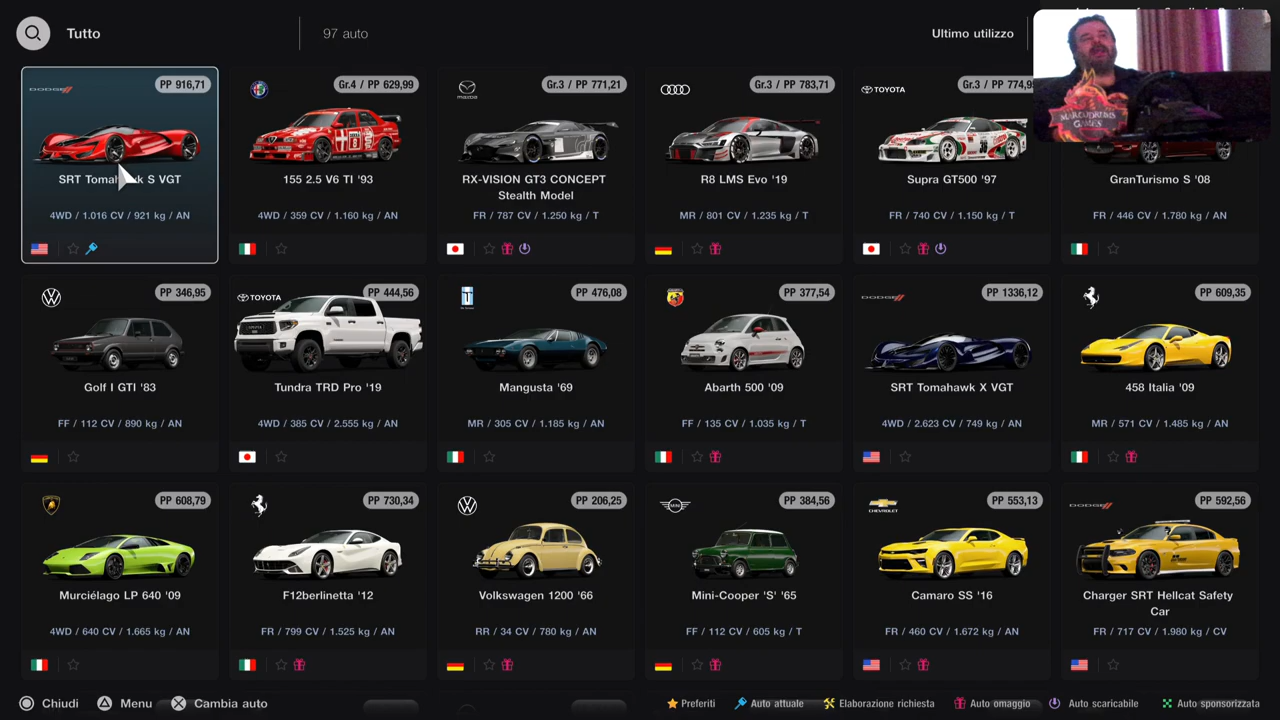 Tutto
97 auto
Ultimo utilizzo
DODGE
PP 916,71
SRT Tomahawk S VGT
4WD / 1.016 CV / 921 kg / AN
Gr.4 / PP 629,99
155 2.5 V6 TI '93
4WD / 359 CV / 1.160 kg / AN
Gr.3 / PP 771,21
RX-VISION GT3 CONCEPT
Stealth Model
FR / 787 CV / 1.250 kg / T
Gr.3 / PP 783,71
R8 LMS Evo '19
MR / 801 CV / 1.235 kg / T
TOYOTA
Gr.3 / PP 774,9
Supra GT500 '97
FR / 740 CV / 1.150 kg / T
MARCODREMS
GAMES
GranTurismo S '08
FR / 446 CV / 1.780 kg / AN
PP 346,95
Golf I GTI '83
FF / 112 CV / 890 kg / AN
TOYOTA
PP 444,56
Tundra TRD Pro '19
4WD / 385 CV / 2.555 kg / AN
PP 476,08
Mangusta '69
MR / 305 CV / 1.185 kg / AN
PP 377,54
Abarth 500 '09
FF / 135 CV / 1.035 kg / T
DODGE
PP 1336,12
SRT Tomahawk X VGT
4WD / 2.623 CV / 749 kg / AN
PP 609,35
458 Italia '09
MR / 571 CV / 1.485 kg / AN
PP 608,79
Murciélago LP 640 '09
4WD / 640 CV / 1.665 kg / AN
PP 730,34
F12berlinetta '12
FR / 799 CV / 1.525 kg / AN
PP 206,25
Volkswagen 1200 '66
RR / 34 CV / 780 kg / AN
PP 384,56
Mini-Cooper 'S' '65
FF / 112 CV / 605 kg / T
CHEVROLET
PP 553,13
Camaro SS '16
FR / 460 CV / 1.672 kg / AN
DODGE
PP 592,56
Charger SRT Hellcat Safety
Car
FR / 717 CV / 1.980 kg / CV
Chiudi
Menu
Cambia auto
Preferiti
Auto attuale
Elaborazione richiesta
Auto omaggio
Auto scaricabile
Auto sponsorizzata